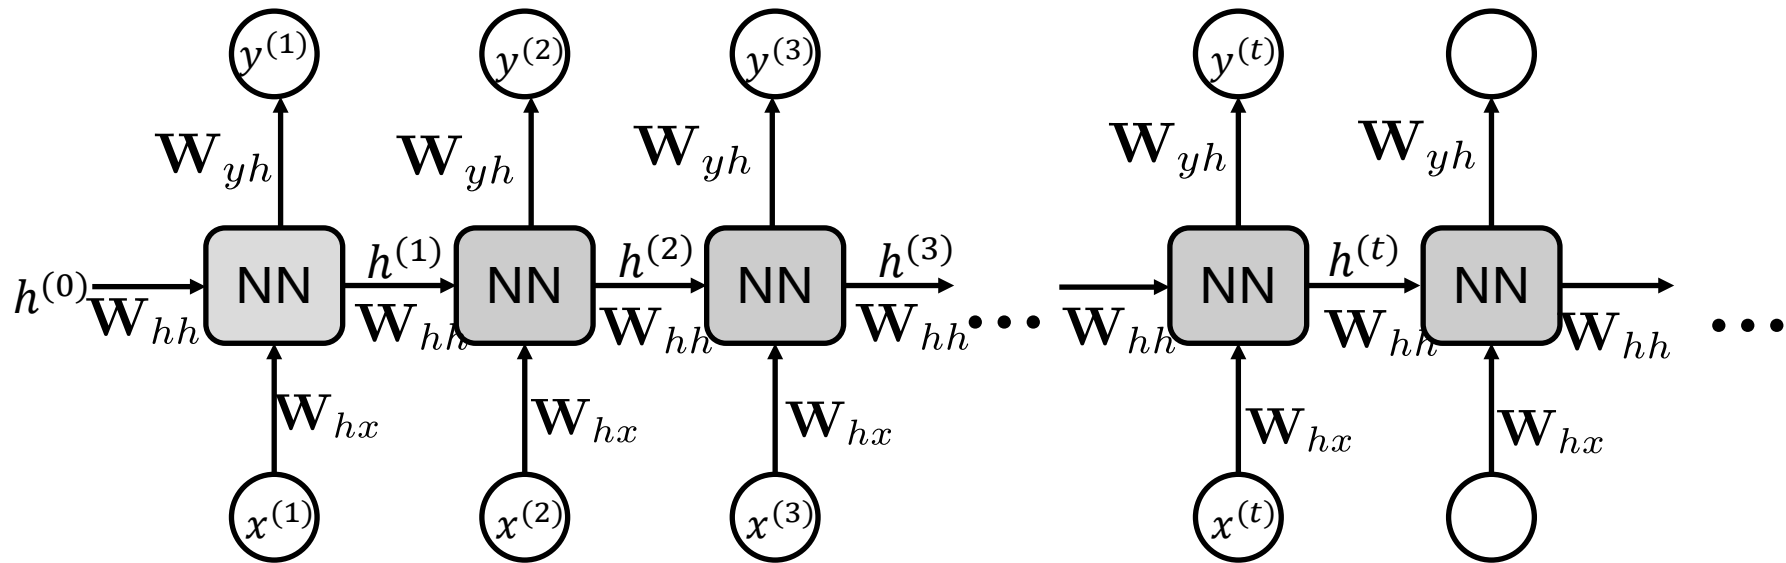 y⁽¹⁾ y⁽²⁾ y⁽³⁾ y⁽ᵗ⁾
W_yh W_yh W_yh W_yh W_yh
h⁽¹⁾ h⁽²⁾ h⁽³⁾ h⁽ᵗ⁾
h⁽⁰⁾ NN NN NN NN NN
W_hh W_hh W_hh W_hh ... W_hh W_hh W_hh ...
W_hx W_hx W_hx W_hx W_hx
x⁽¹⁾ x⁽²⁾ x⁽³⁾ x⁽ᵗ⁾